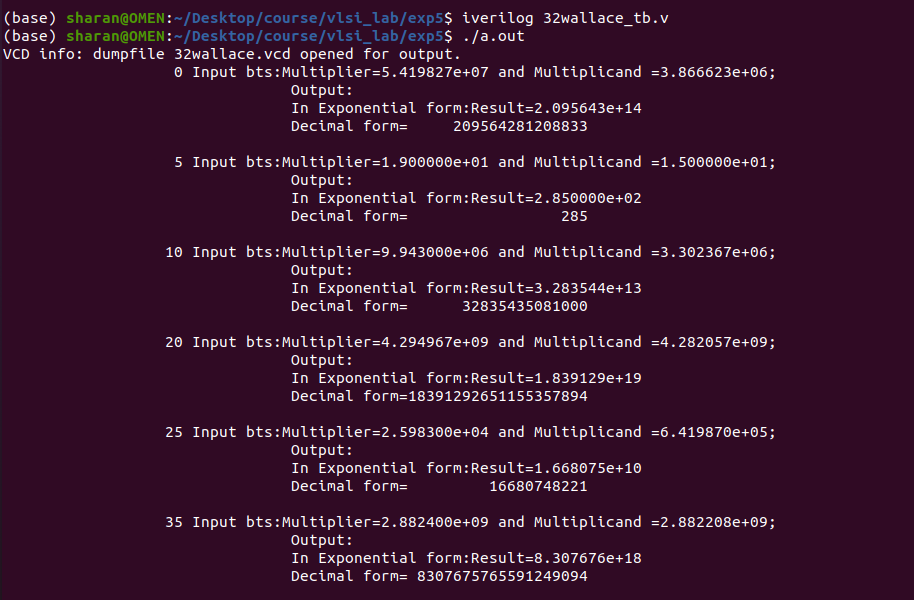 (base) sharan@OMEN:~/Desktop/course/vlsi_lab/exp5$ iverilog 32wallace_tb.v
(base) sharan@OMEN:~/Desktop/course/vlsi_lab/exp5$ ./a.out
VCD info: dumpfile 32wallace.vcd opened for output.
                   0 Input bts:Multiplier=5.419827e+07 and Multiplicand =3.866623e+06;
                                Output:
                                In Exponential form:Result=2.095643e+14
                                Decimal form=     209564281208833

                   5 Input bts:Multiplier=1.900000e+01 and Multiplicand =1.500000e+01;
                                Output:
                                In Exponential form:Result=2.850000e+02
                                Decimal form=                 285

                  10 Input bts:Multiplier=9.943000e+06 and Multiplicand =3.302367e+06;
                                Output:
                                In Exponential form:Result=3.283544e+13
                                Decimal form=      32835435081000

                  20 Input bts:Multiplier=4.294967e+09 and Multiplicand =4.282057e+09;
                                Output:
                                In Exponential form:Result=1.839129e+19
                                Decimal form=18391292651155357894

                  25 Input bts:Multiplier=2.598300e+04 and Multiplicand =6.419870e+05;
                                Output:
                                In Exponential form:Result=1.668075e+10
                                Decimal form=         16680748221

                  35 Input bts:Multiplier=2.882400e+09 and Multiplicand =2.882208e+09;
                                Output:
                                In Exponential form:Result=8.307676e+18
                                Decimal form= 8307675765591249094